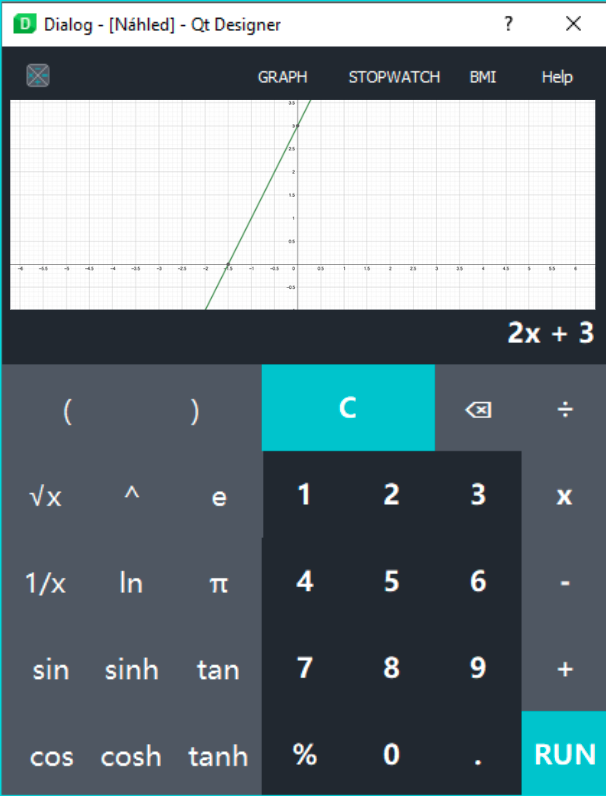 D Dialog - [Náhled] - Qt Designer ? ×
GRAPH STOPWATCH BMI Help
3.5
3
2.5
2
1.5
1
0.5
-6 -5.5 -5 -4.5 -4 -3.5 -3 -2.5 -2 -1.5 -1 -0.5 0 0.5 1 1.5 2 2.5 3 3.5 4 4.5 5 5.5 6
-0.5
2x + 3
( ) C ÷
√x ^ e 1 2 3 x
1/x ln π 4 5 6 -
sin sinh tan 7 8 9 +
cos cosh tanh % 0 . RUN